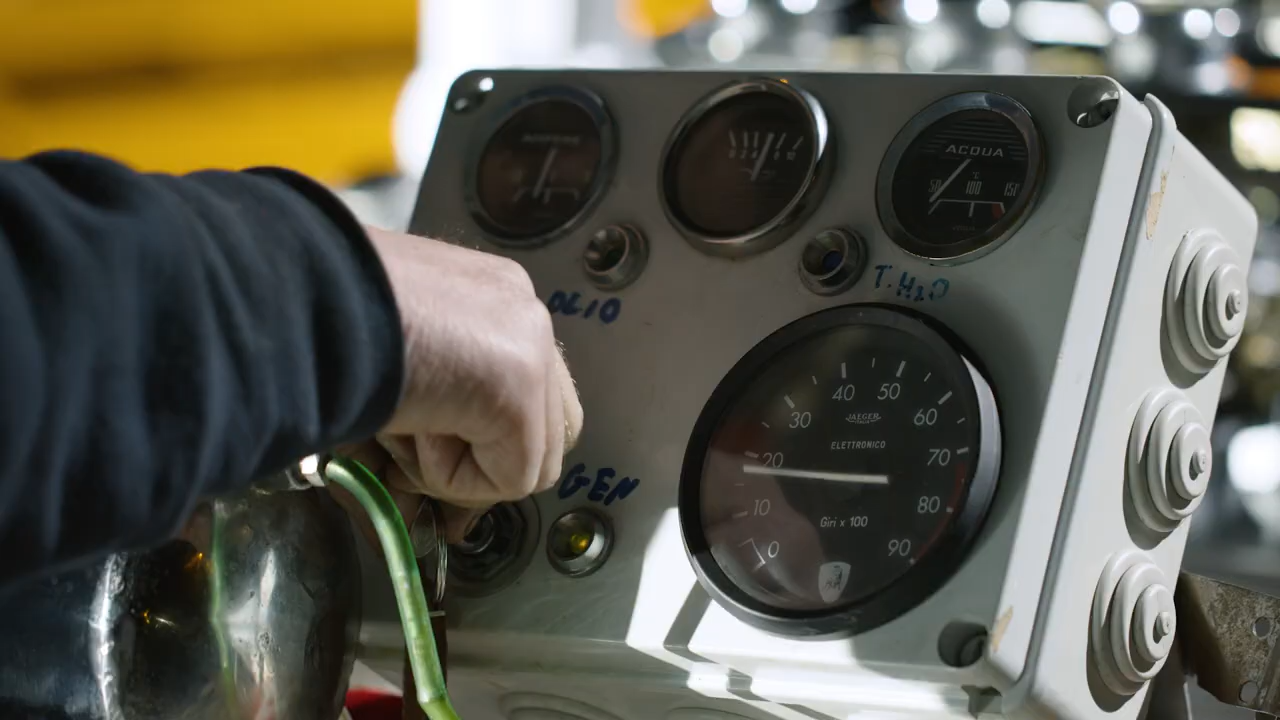 ACQUA
°C
50 100 151
OLIO
T. H2O
GEN
40 50
30 60
JAEGER
ELETTRONICO
20 70
10 80
Giri x 100
0 90